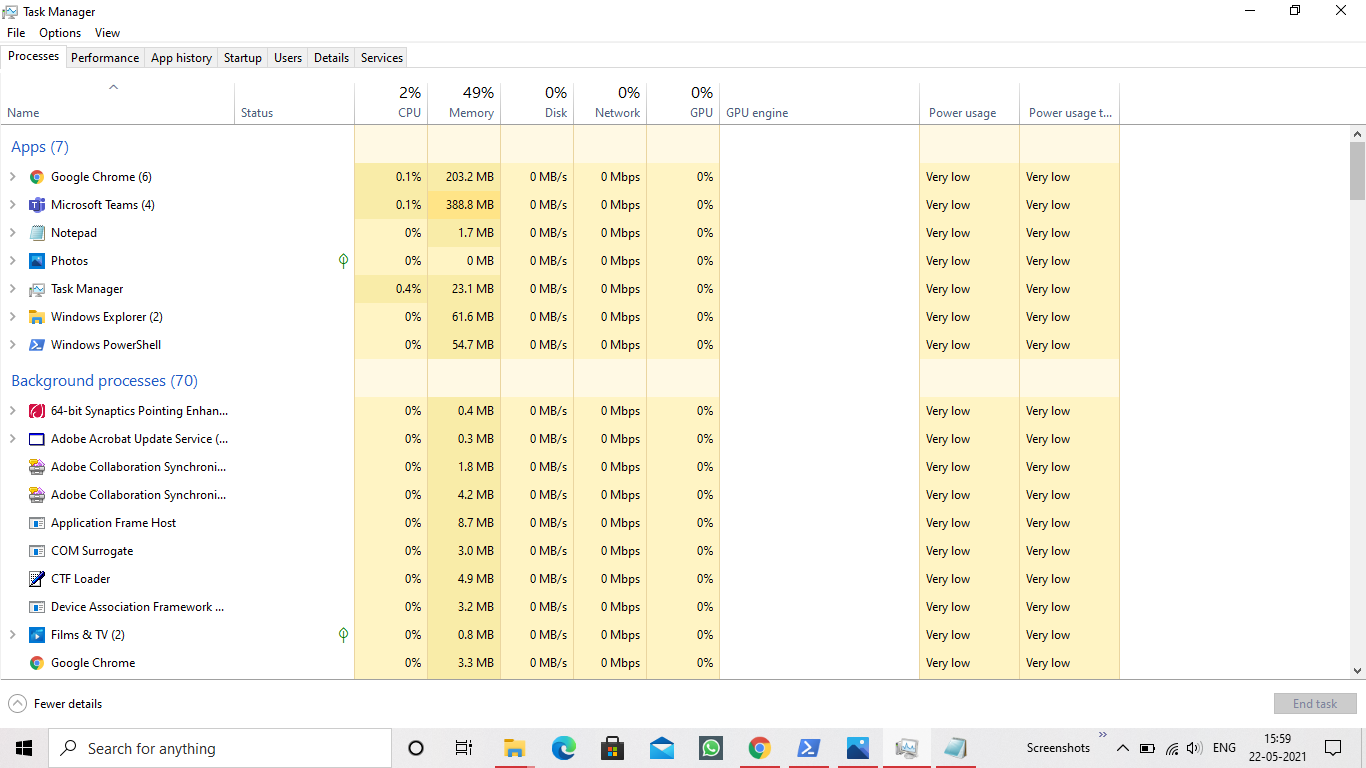 Task Manager
File Options View
Processes Performance App history Startup Users Details Services
2% 49% 0% 0% 0%
Name Status CPU Memory Disk Network GPU GPU engine Power usage Power usage t...
Apps (7)
Google Chrome (6) 0.1% 203.2 MB 0 MB/s 0 Mbps 0% Very low Very low
Microsoft Teams (4) 0.1% 388.8 MB 0 MB/s 0 Mbps 0% Very low Very low
Notepad 0% 1.7 MB 0 MB/s 0 Mbps 0% Very low Very low
Photos 0% 0 MB 0 MB/s 0 Mbps 0% Very low Very low
Task Manager 0.4% 23.1 MB 0 MB/s 0 Mbps 0% Very low Very low
Windows Explorer (2) 0% 61.6 MB 0 MB/s 0 Mbps 0% Very low Very low
Windows PowerShell 0% 54.7 MB 0 MB/s 0 Mbps 0% Very low Very low
Background processes (70)
64-bit Synaptics Pointing Enhan... 0% 0.4 MB 0 MB/s 0 Mbps 0% Very low Very low
Adobe Acrobat Update Service (... 0% 0.3 MB 0 MB/s 0 Mbps 0% Very low Very low
Adobe Collaboration Synchroni... 0% 1.8 MB 0 MB/s 0 Mbps 0% Very low Very low
Adobe Collaboration Synchroni... 0% 4.2 MB 0 MB/s 0 Mbps 0% Very low Very low
Application Frame Host 0% 8.7 MB 0 MB/s 0 Mbps 0% Very low Very low
COM Surrogate 0% 3.0 MB 0 MB/s 0 Mbps 0% Very low Very low
CTF Loader 0% 4.9 MB 0 MB/s 0 Mbps 0% Very low Very low
Device Association Framework ... 0% 3.2 MB 0 MB/s 0 Mbps 0% Very low Very low
Films & TV (2) 0% 0.8 MB 0 MB/s 0 Mbps 0% Very low Very low
Google Chrome 0% 3.3 MB 0 MB/s 0 Mbps 0% Very low Very low
Fewer details End task
Search for anything Screenshots ENG 15:59
22-05-2021